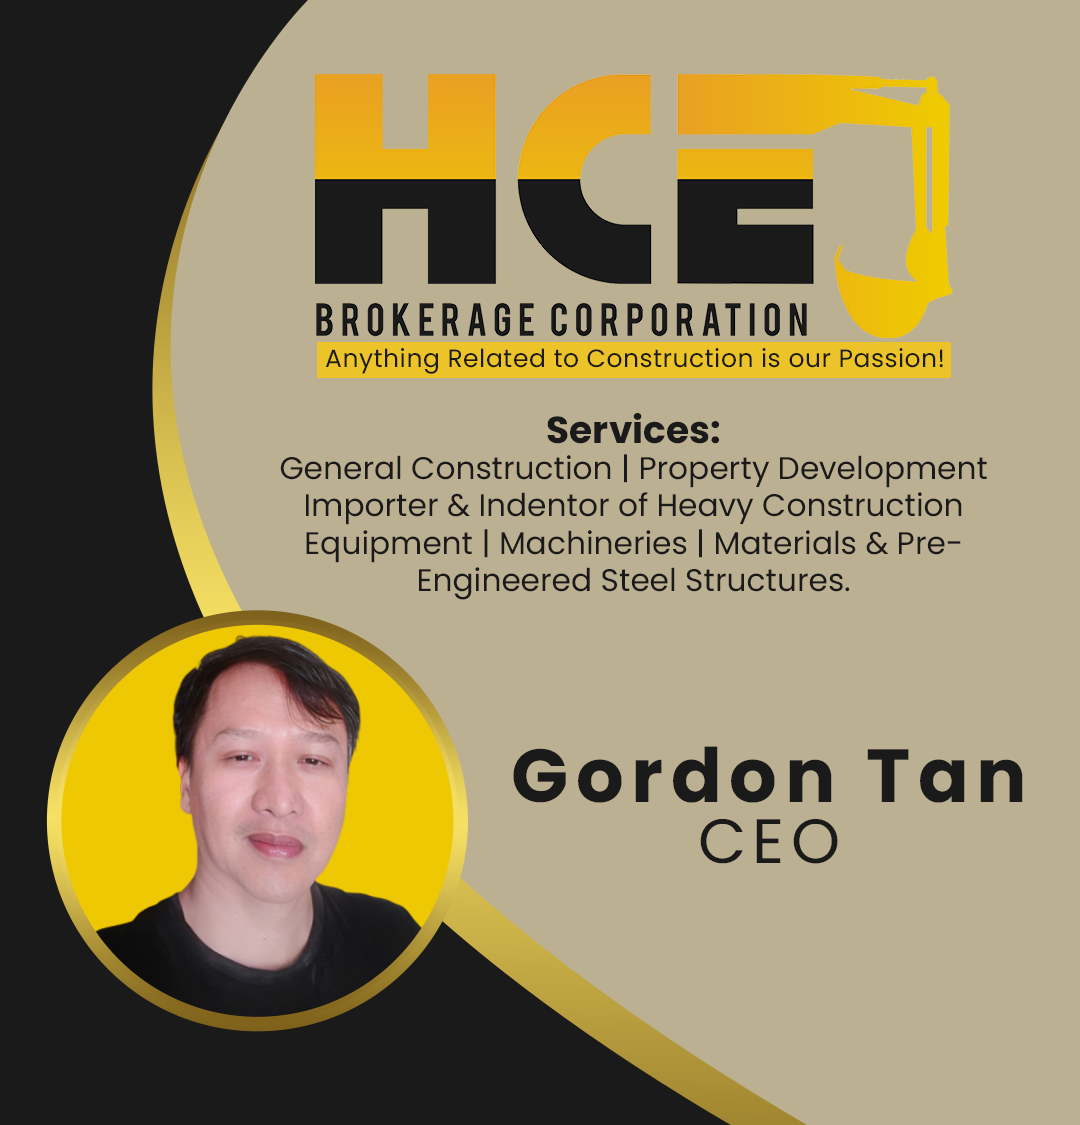 HCE
BROKERAGE CORPORATION
Anything Related to Construction is our Passion!
Services:
General Construction | Property Development
Importer & Indentor of Heavy Construction
Equipment | Machineries | Materials & Pre-
Engineered Steel Structures.
Gordon Tan
CEO